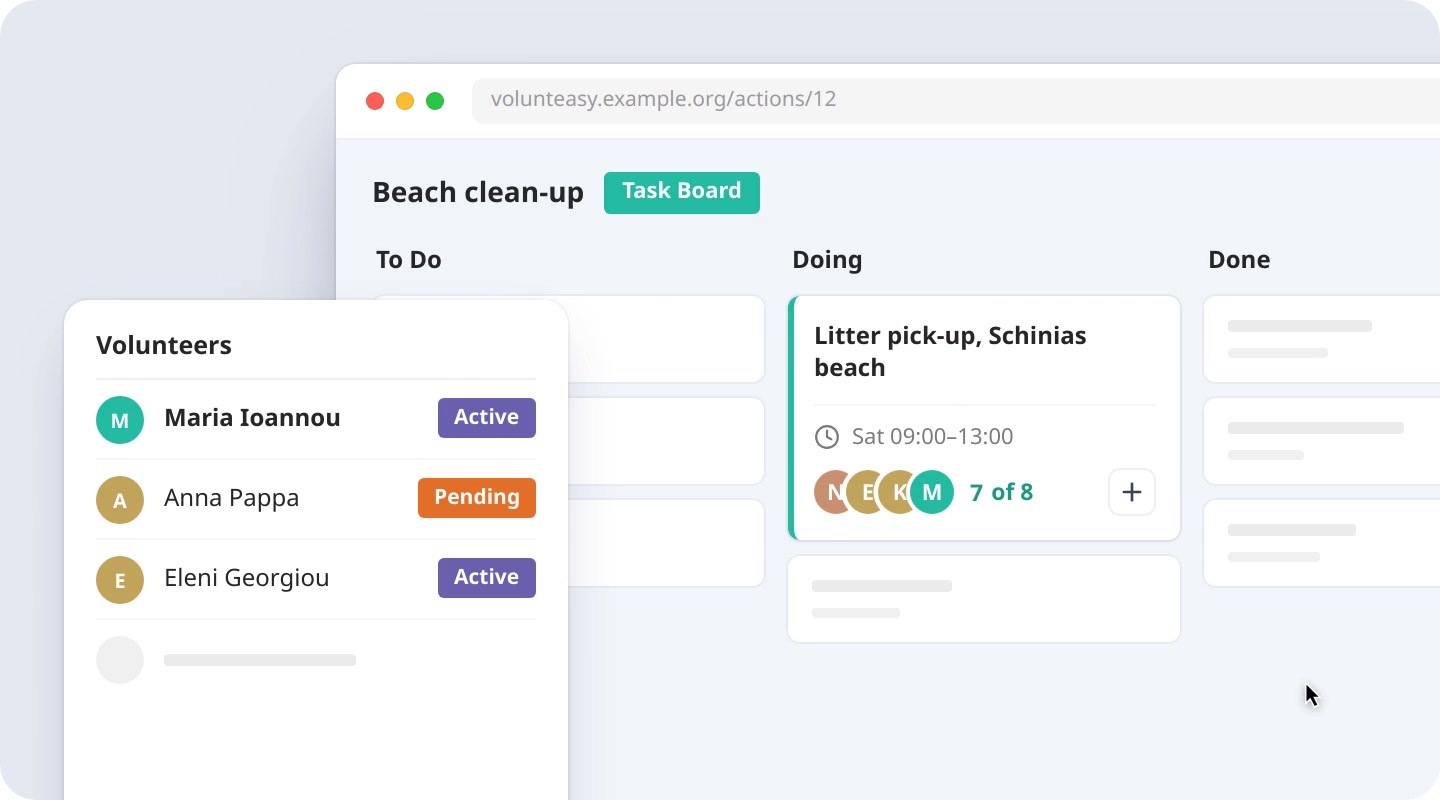 volunteasy.example.org/actions/12
Beach clean-up
Task Board
To Do
Doing
Done
Volunteers
M
Maria Ioannou
Active
A
Anna Pappa
Pending
E
Eleni Georgiou
Active
Litter pick-up, Schinias
beach
Sat 09:00–13:00
N
E
K
M
7 of 8